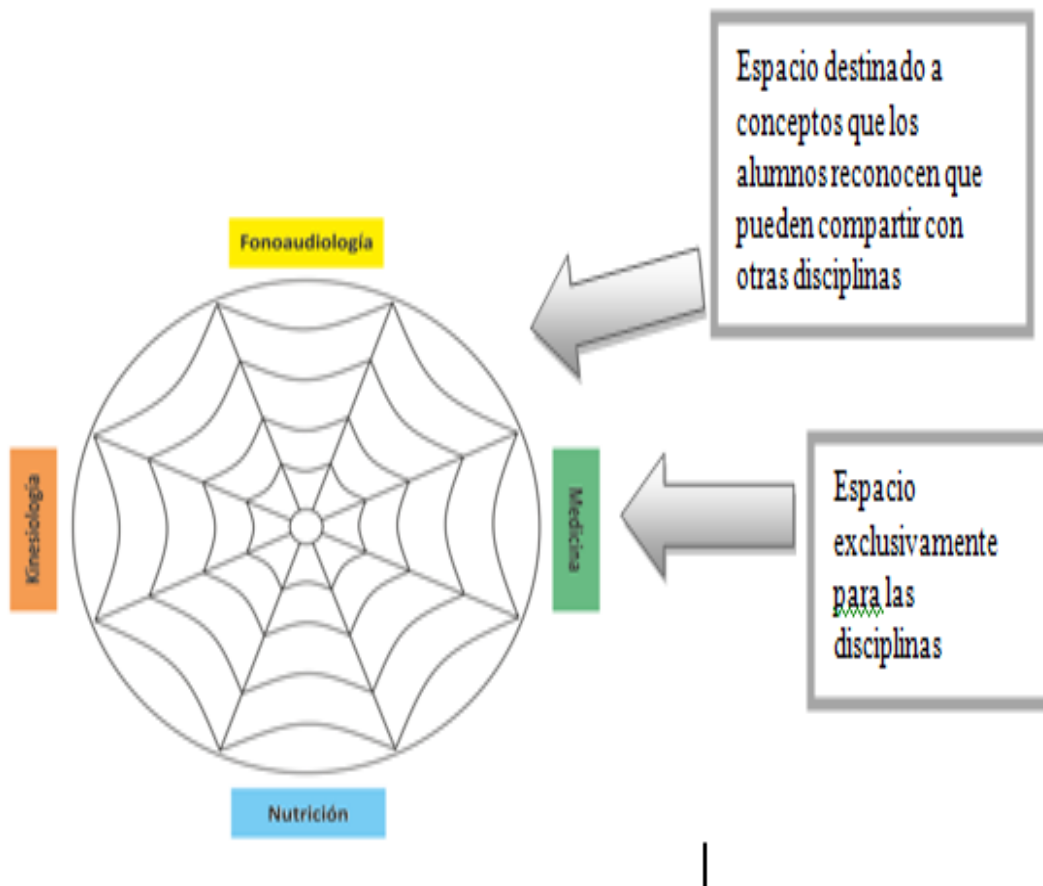 Espacio destinado a
conceptos que los
alumnos reconocen que
pueden compartir con
otras disciplinas
Fonoaudiología
Kinesiología
Medicina
Espacio
exclusivamente
para las
disciplinas
Nutrición